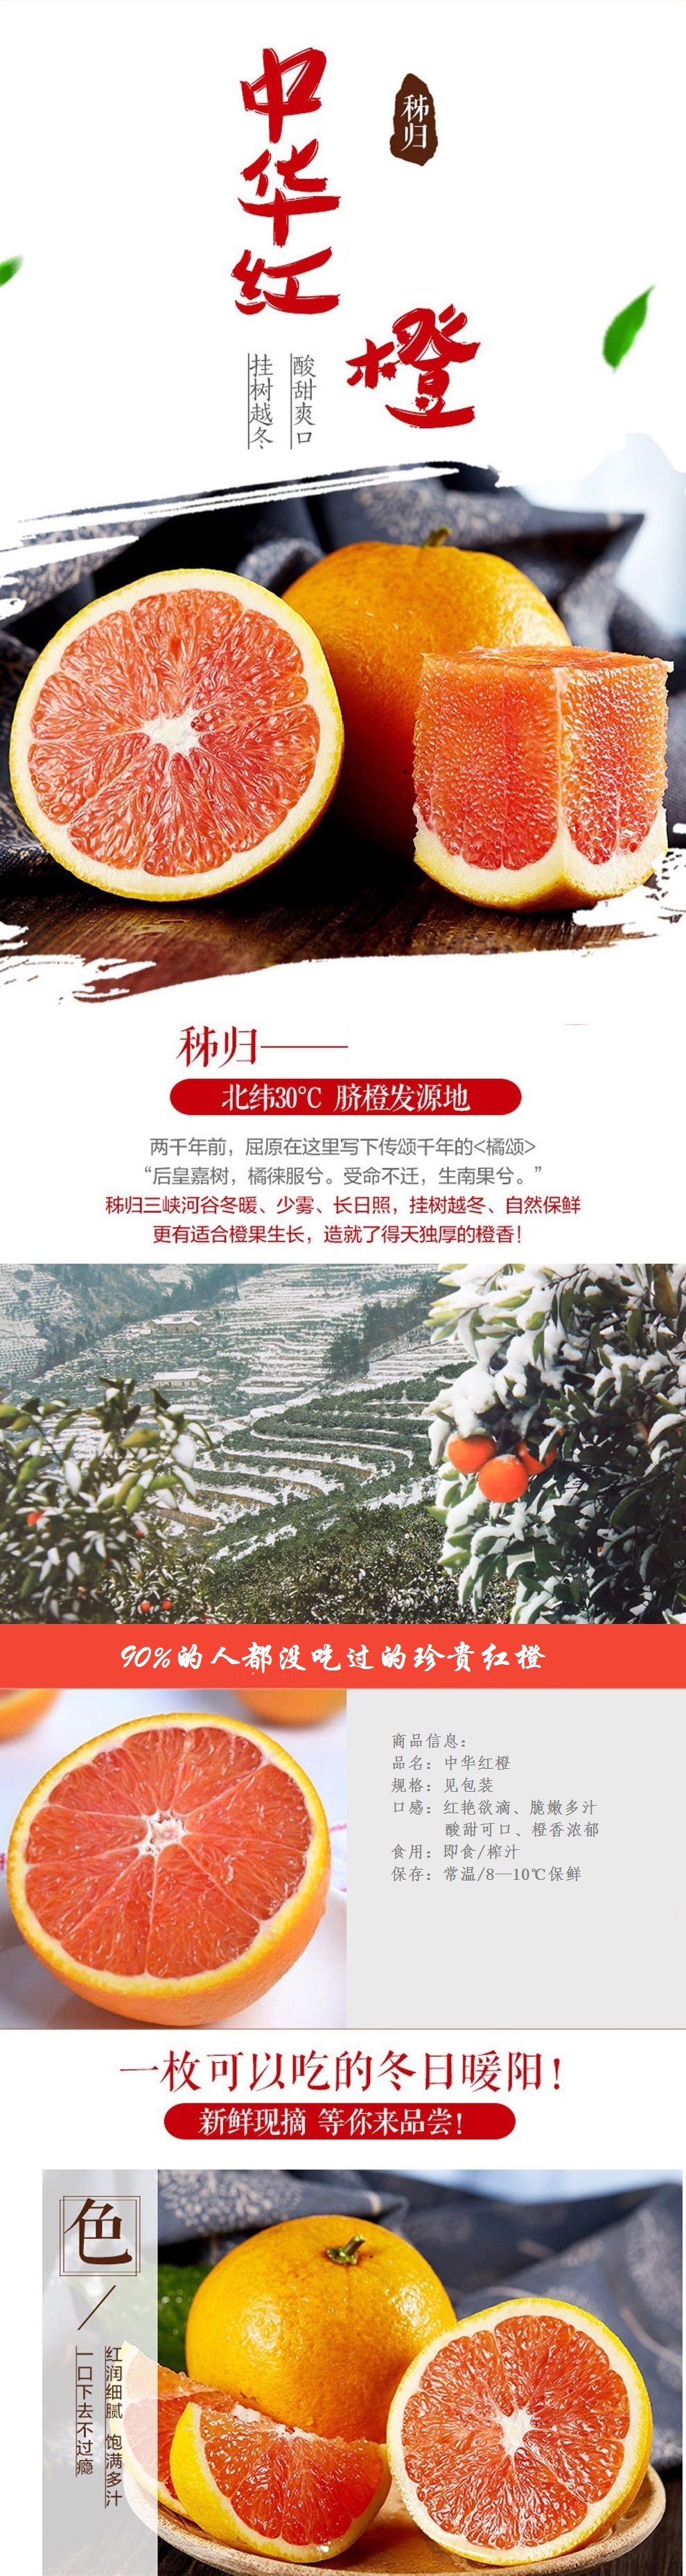 中华红橙
秭归
酸甜爽口
挂树越冬
秭归——
北纬30°C 脐橙发源地
两千年前，屈原在这里写下传颂千年的<橘颂>
“后皇嘉树，橘徕服兮。受命不迁，生南果兮。”
秭归三峡河谷冬暖、少雾、长日照，挂树越冬、自然保鲜
更有适合橙果生长，造就了得天独厚的橙香！
90%的人都没吃过的珍贵红橙
商品信息：
品名：中华红橙
规格：见包装
口感：红艳欲滴、脆嫩多汁
酸甜可口、橙香浓郁
食用：即食/榨汁
保存：常温/8—10℃保鲜
一枚可以吃的冬日暖阳！
新鲜现摘 等你来品尝！
色
红润细腻 饱满多汁
一口下去不过瘾